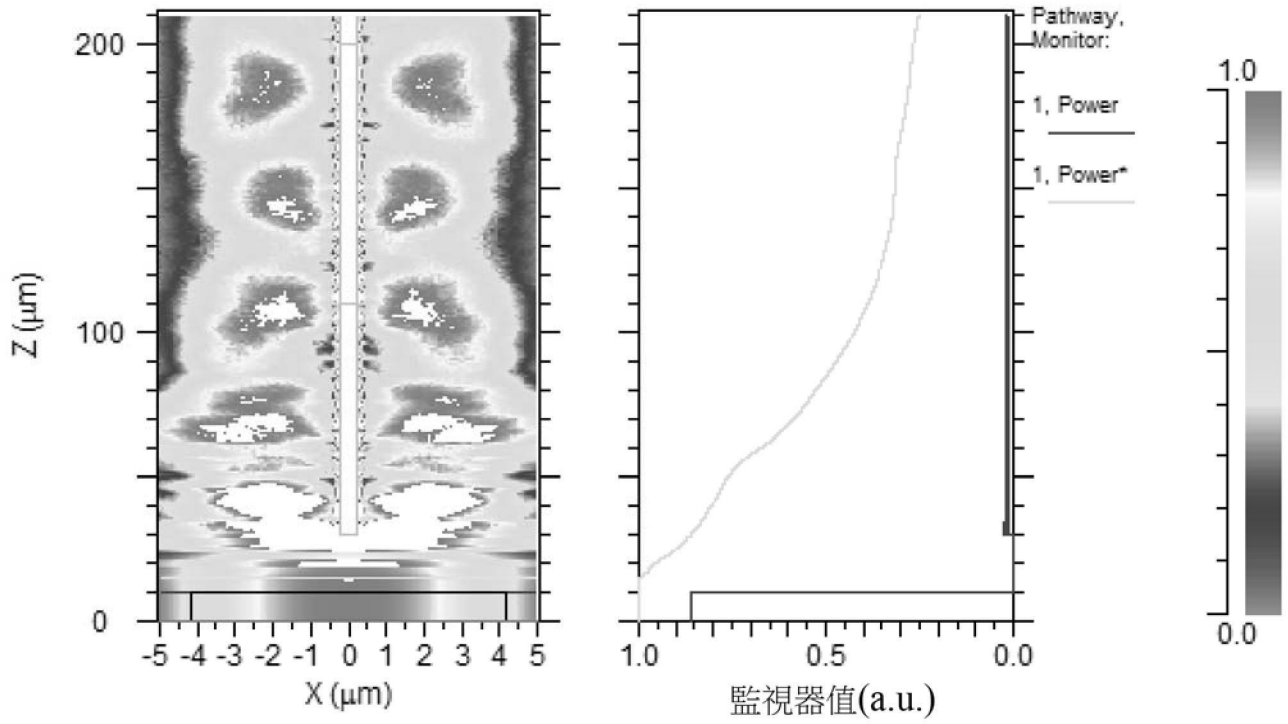 200
100
0
Z (μm)
-5 -4 -3 -2 -1 0 1 2 3 4 5
X (μm)
1.0 0.5 0.0
監視器值(a.u.)
Pathway,
Monitor:
1, Power
1, Power*
1.0
0.0